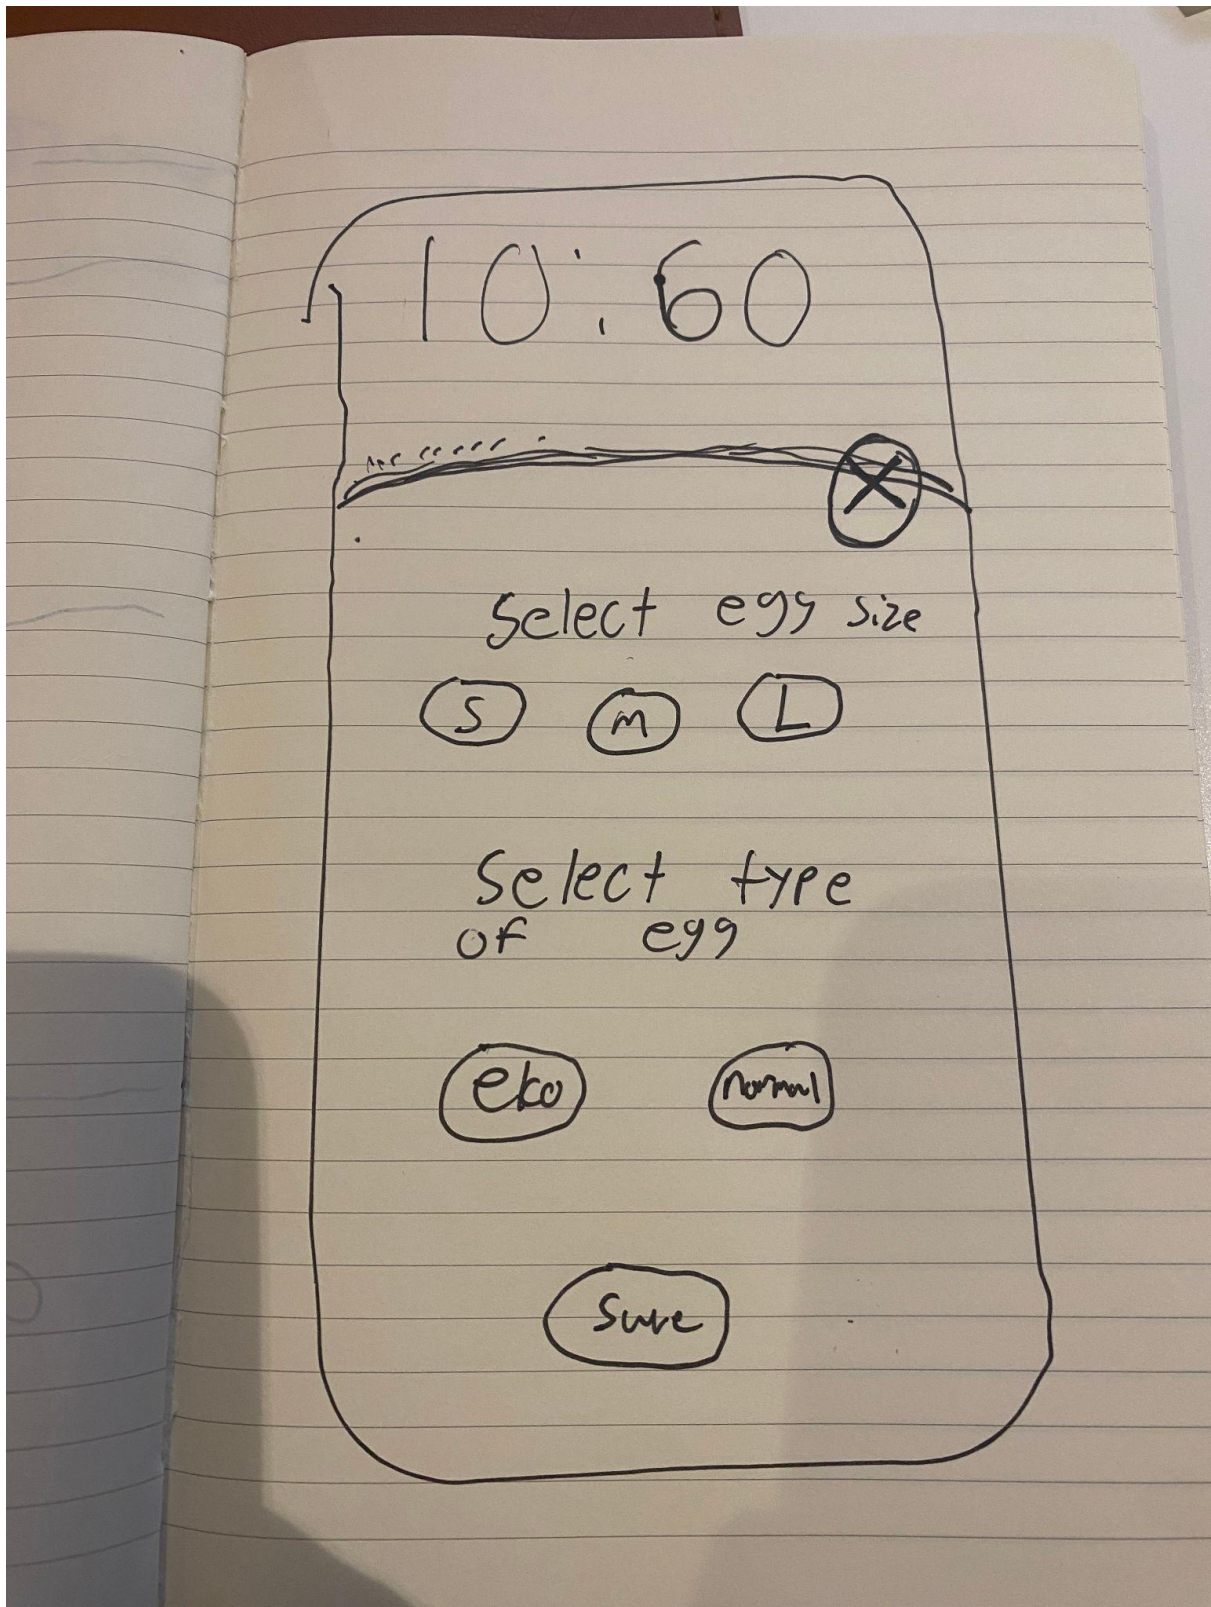 10:60
X
Select egg size
S M L
Select type
of egg
eko normal
Save